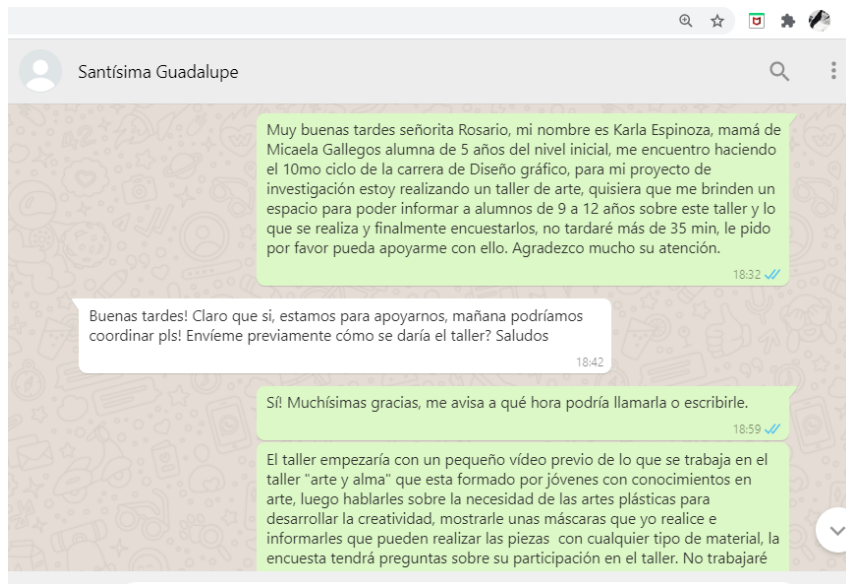 Santísima Guadalupe
Muy buenas tardes señorita Rosario, mi nombre es Karla Espinoza, mamá de
Micaela Gallegos alumna de 5 años del nivel inicial, me encuentro haciendo
el 10mo ciclo de la carrera de Diseño gráfico, para mi proyecto de
investigación estoy realizando un taller de arte, quisiera que me brinden un
espacio para poder informar a alumnos de 9 a 12 años sobre este taller y lo
que se realiza y finalmente encuestarlos, no tardaré más de 35 min, le pido
por favor pueda apoyarme con ello. Agradezco mucho su atención.
18:32
Buenas tardes! Claro que si, estamos para apoyarnos, mañana podríamos
coordinar pls! Envíeme previamente cómo se daría el taller? Saludos
18:42
Sí! Muchísimas gracias, me avisa a qué hora podría llamarla o escribirle.
18:59
El taller empezaría con un pequeño vídeo previo de lo que se trabaja en el
taller "arte y alma" que esta formado por jóvenes con conocimientos en
arte, luego hablarles sobre la necesidad de las artes plásticas para
desarrollar la creatividad, mostrarle unas máscaras que yo realice e
informarles que pueden realizar las piezas con cualquier tipo de material, la
encuesta tendrá preguntas sobre su participación en el taller. No trabajaré